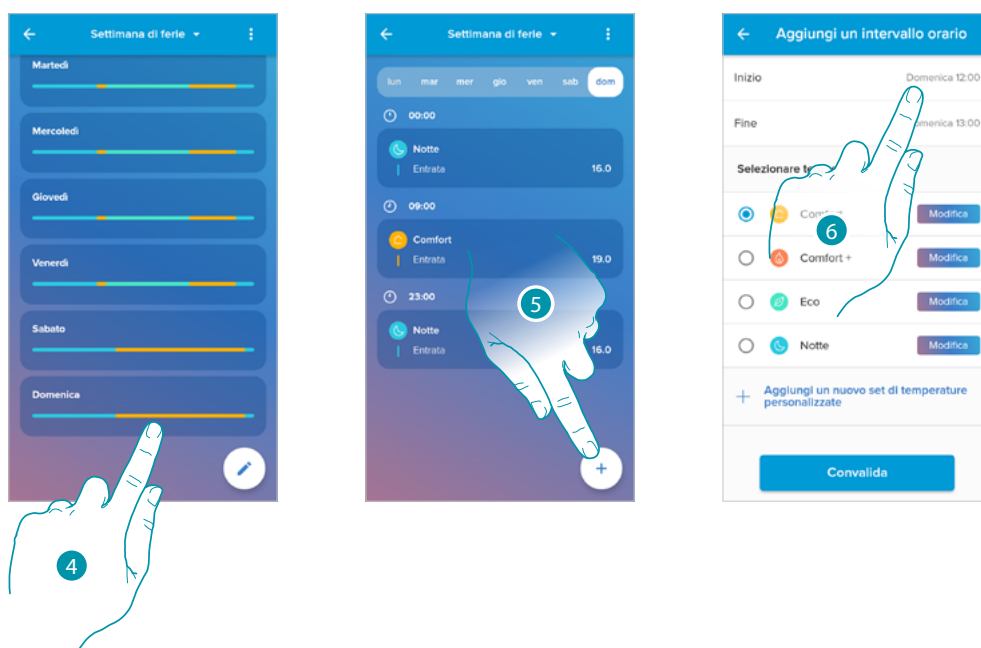 Settimana di ferie
Martedì
Mercoledì
Giovedì
Venerdì
Sabato
Domenica
4
Settimana di ferie
lun mar mer gio ven sab dom
00:00
Notte
Entrata 16.0
09:00
Comfort
Entrata 19.0
23:00
Notte
Entrata 16.0
5
+
Aggiungi un intervallo orario
Inizio Domenica 12:00
Fine 13:00
Selezionare
Comfort Modifica
6
Comfort + Modifica
Eco Modifica
Notte Modifica
+ Aggiungi un nuovo set di temperature
personalizzate
Convalida